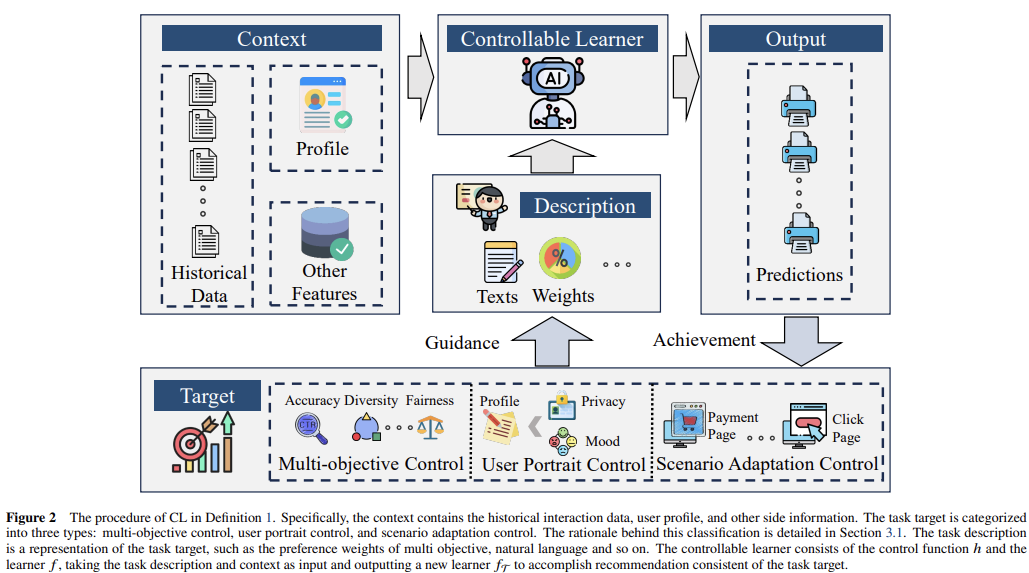 Context
Controllable Learner
Output
AI
Profile
Historical
Data
Other
Features
Description
%
Texts
Weights
Predictions
Guidance
Achievement
Target
Accuracy Diversity Fairness
CTR
Multi-objective Control
Profile
Privacy
Mood
User Portrait Control
Payment
Page
Click
Page
Scenario Adaptation Control
Figure 2 The procedure of CL in Definition 1. Specifically, the context contains the historical interaction data, user profile, and other side information. The task target is categorized
into three types: multi-objective control, user portrait control, and scenario adaptation control. The rationale behind this classification is detailed in Section 3.1. The task description
is a representation of the task target, such as the preference weights of multi objective, natural language and so on. The controllable learner consists of the control function h and the
learner f, taking the task description and context as input and outputting a new learner f𝒯 to accomplish recommendation consistent of the task target.